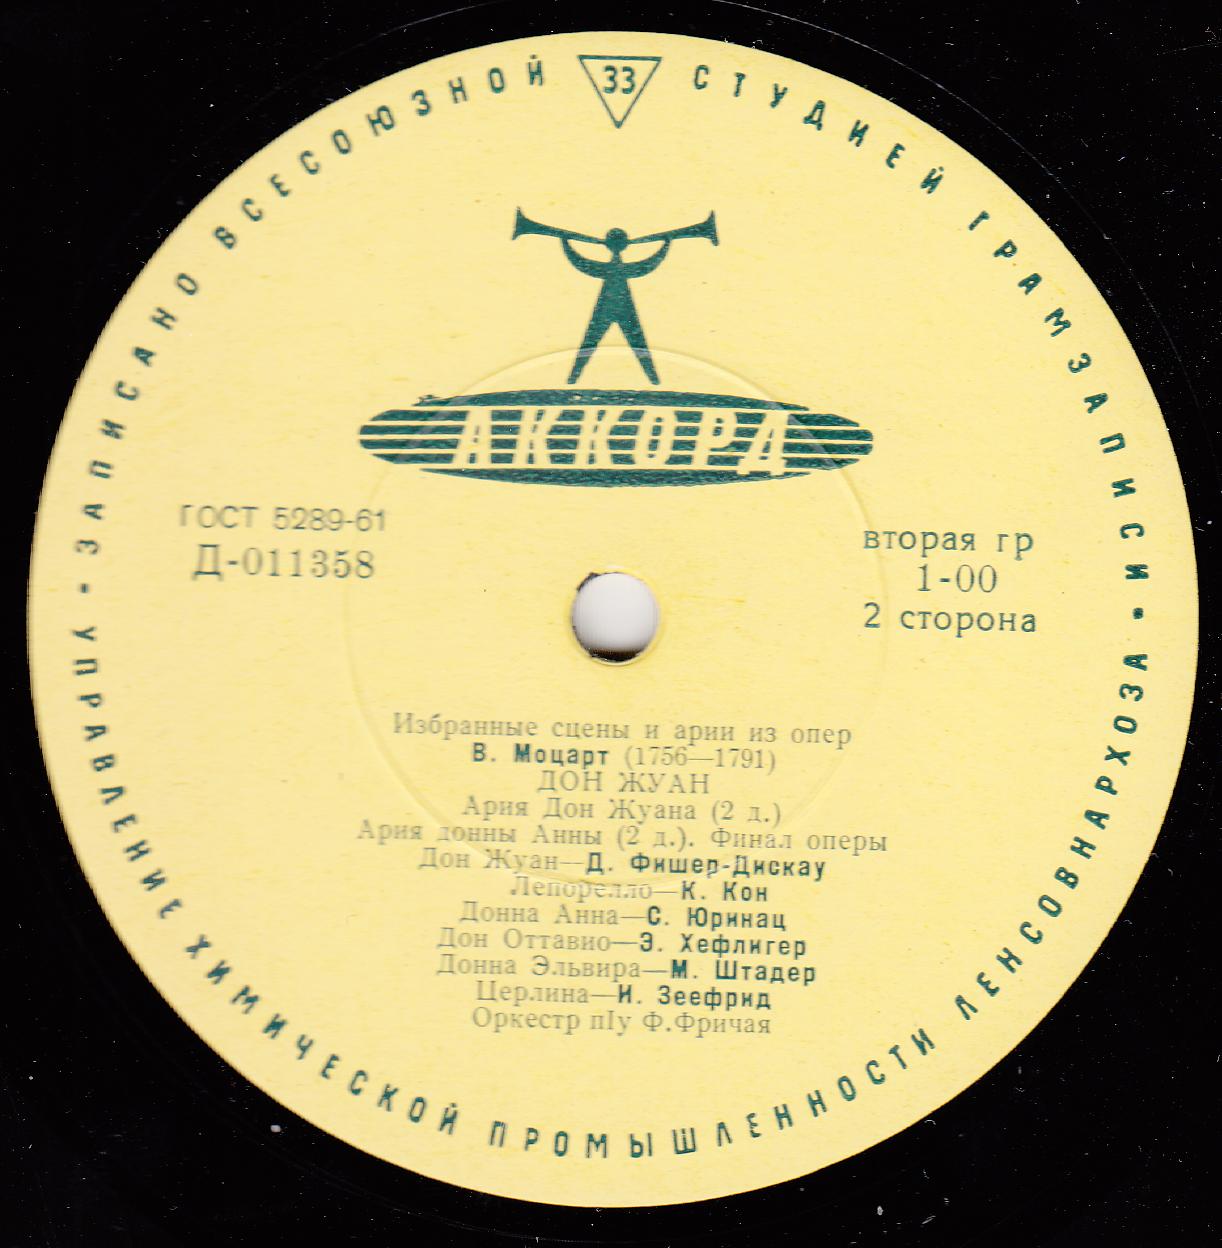 ЗАПИСАНО ВСЕСОЮЗНОЙ СТУДИЕЙ ГРАМЗАПИСИ •
33
АККОРД
ГОСТ 5289-61
Д-011358
вторая гр
1-00
2 сторона
Избранные сцены и арии из опер
В. Моцарт (1756—1791)
ДОН ЖУАН
Ария Дон Жуана (2 д.)
Ария донны Анны (2 д.). Финал оперы
Дон Жуан—Д. Фишер-Дискау
Лепорелло—К. Кон
Донна Анна—С. Юринац
Дон Оттавио—Э. Хефлигер
Донна Эльвира—М. Штадер
Церлина—И. Зеефрид
Оркестр п/у Ф.Фричая
УПРАВЛЕНИЕ ХИМИЧЕСКОЙ ПРОМЫШЛЕННОСТИ ЛЕНСОВНАРХОЗА •